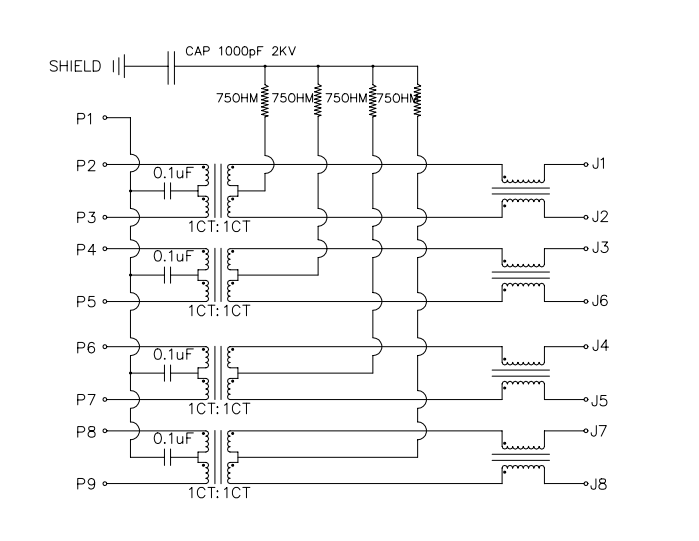 CAP 1000pF 2KV
SHIELD
75OHM 75OHM 75OHM 75OHM
P1
P2 0.1uF J1
P3 1CT:1CT J2
P4 0.1uF J3
P5 1CT:1CT J6
P6 0.1uF J4
P7 1CT:1CT J5
P8 0.1uF J7
P9 1CT:1CT J8